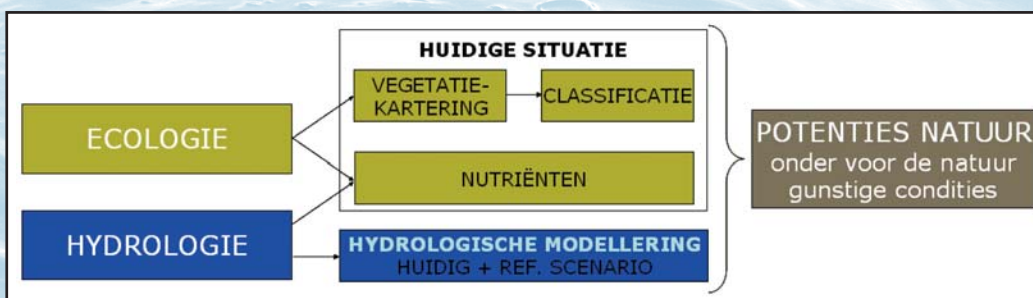 HUIDIGE SITUATIE
VEGETATIE-
KARTERING
CLASSIFICATIE
ECOLOGIE
NUTRIËNTEN
HYDROLOGIE
HYDROLOGISCHE MODELLERING
HUIDIG + REF. SCENARIO
POTENTIES NATUUR
onder voor de natuur
gunstige condities